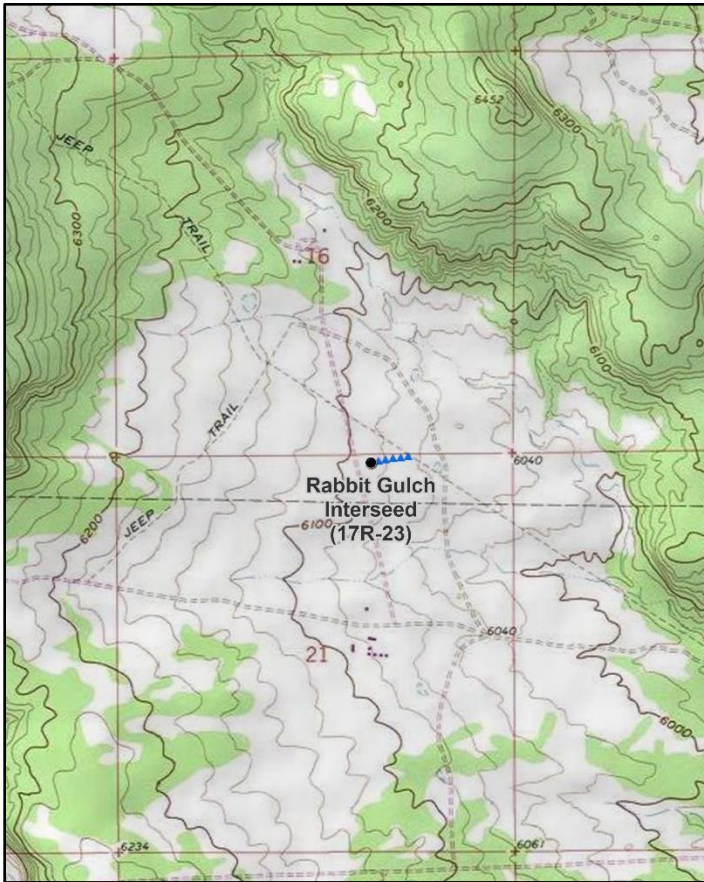 6452
6300
JEEP
TRAIL
6200
6300
16
6100
TRAIL
6040
Rabbit Gulch
Interseed
(17R-23)
6200
JEEP
6100
6040
21
6000
6234
6061